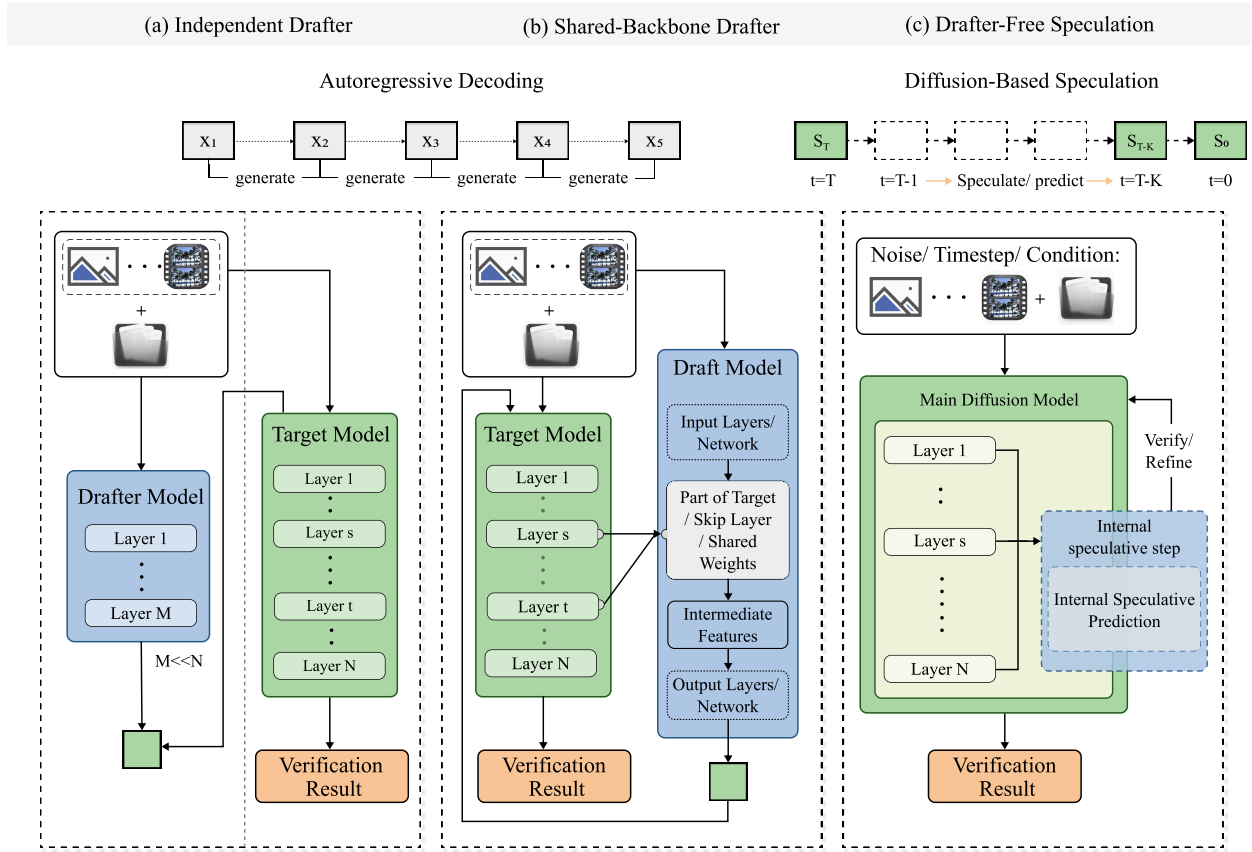 (a) Independent Drafter
(b) Shared-Backbone Drafter
(c) Drafter-Free Speculation
Autoregressive Decoding
X₁
X₂
X₃
X₄
X₅
generate
generate
generate
generate
Diffusion-Based Speculation
S_T
S_{T-K}
S₀
t=T
t=T-1
Speculate/ predict
t=T-K
t=0
+
Drafter Model
Layer 1
Layer M
M<<N
Target Model
Layer 1
Layer s
Layer t
Layer N
Verification
Result
+
Target Model
Layer 1
Layer s
Layer t
Layer N
Verification
Result
Draft Model
Input Layers/
Network
Part of Target
/ Skip Layer
/ Shared
Weights
Intermediate
Features
Output Layers/
Network
Noise/ Timestep/ Condition:
+
Main Diffusion Model
Layer 1
Layer s
Layer N
Verify/
Refine
Internal
speculative step
Internal Speculative
Prediction
Verification
Result